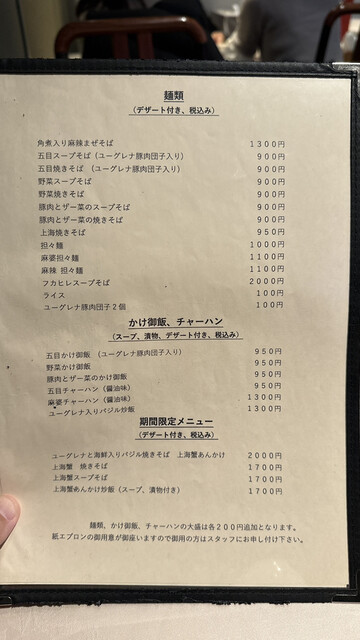 麺類
（デザート付き、税込み）
角煮入り麻辣まぜそば 1300円
五目スープそば（ユーグレナ豚肉団子入り） 900円
五目焼きそば （ユーグレナ豚肉団子入り） 900円
野菜スープそば 900円
野菜焼きそば 900円
豚肉とザー菜のスープそば 900円
豚肉とザー菜の焼きそば 900円
上海焼きそば 950円
担々麺 1000円
麻婆担々麺 1100円
麻辣 担々麺 1100円
フカヒレスープそば 2000円
ライス 100円
ユーグレナ豚肉団子２個 100円
かけ御飯、チャーハン
（スープ、漬物、デザート付き、税込み）
五目かけ御飯 （ユーグレナ豚肉団子入り） 950円
野菜かけ御飯 950円
豚肉とザー菜のかけ御飯 950円
五目チャーハン（醤油味） 950円
麻婆チャーハン（醤油味） 1300円
ユーグレナ入りバジル炒飯 1300円
期間限定メニュー
（デザート付き、税込み）
ユーグレナと海鮮入りバジル焼きそば 上海蟹あんかけ 2000円
上海蟹 焼きそば 1700円
上海蟹スープそば 1700円
上海蟹あんかけ炒飯（スープ、漬物付き） 1700円
麺類、かけ御飯、チャーハンの大盛は各２００円追加となります。
紙エプロンの御用意が御座いますので御用の方はスタッフにお申し付け下さい。